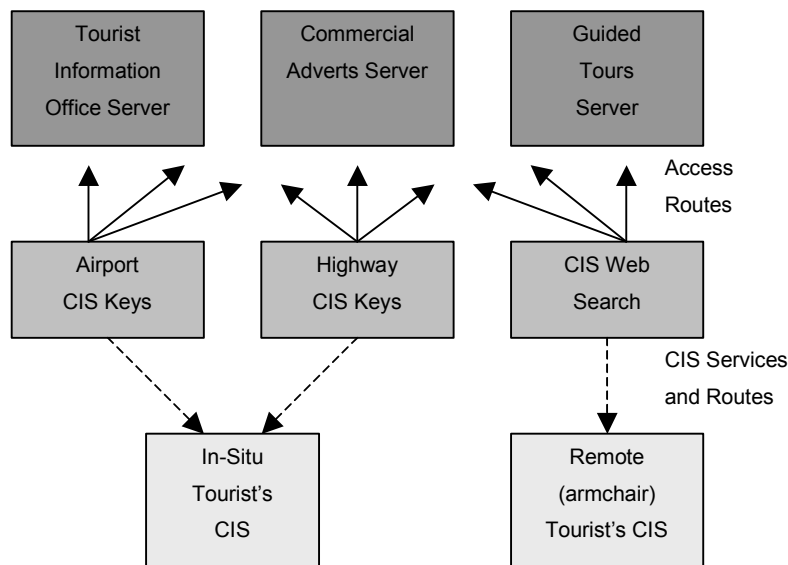 Tourist
Information
Office Server
Commercial
Adverts Server
Guided
Tours
Server
Access
Routes
Airport
CIS Keys
Highway
CIS Keys
CIS Web
Search
CIS Services
and Routes
In-Situ
Tourist’s
CIS
Remote
(armchair)
Tourist’s CIS